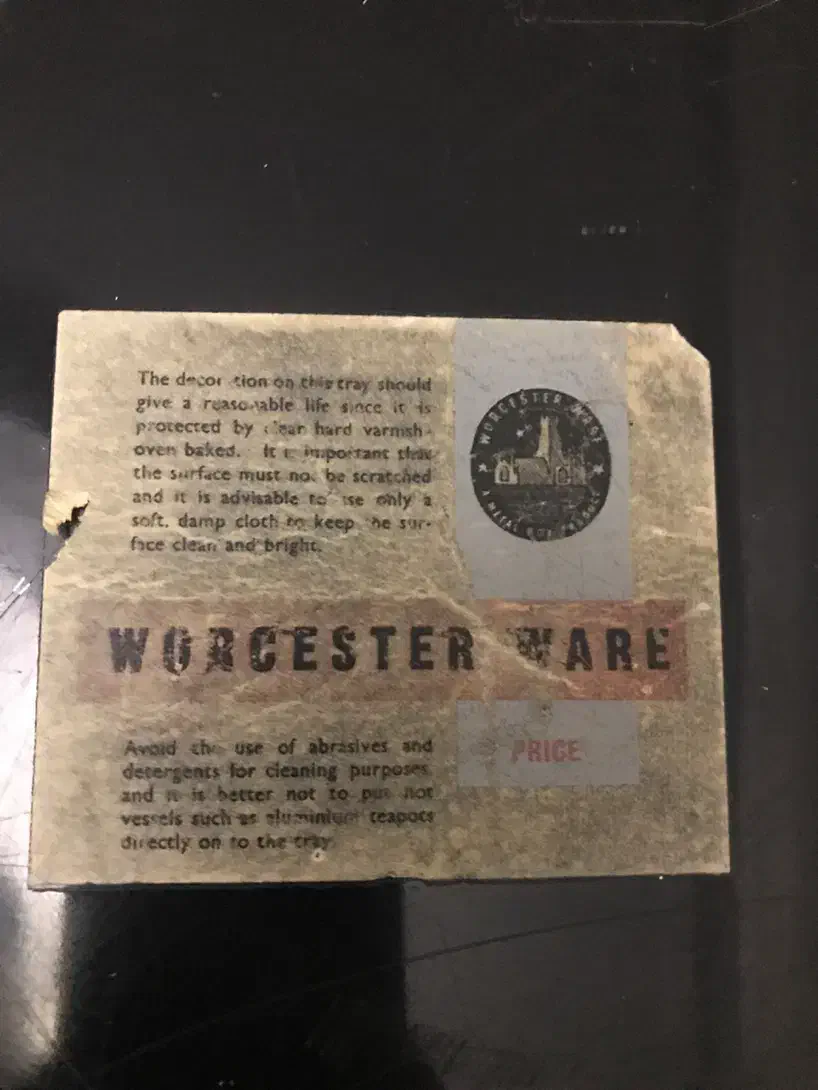 The decoration on this tray should
give a reasonable life since it is
protected by clear hard varnish
oven baked. It is important that
the surface must not be scratched
and it is advisable to use only a
soft, damp cloth to keep the sur-
face clean and bright.
WORCESTER WARE
A METAL BOX PRODUCT
WORCESTER WARE
PRICE
Avoid the use of abrasives and
detergents for cleaning purposes
and it is better not to put hot
vessels such as aluminium teapots
directly on to the tray